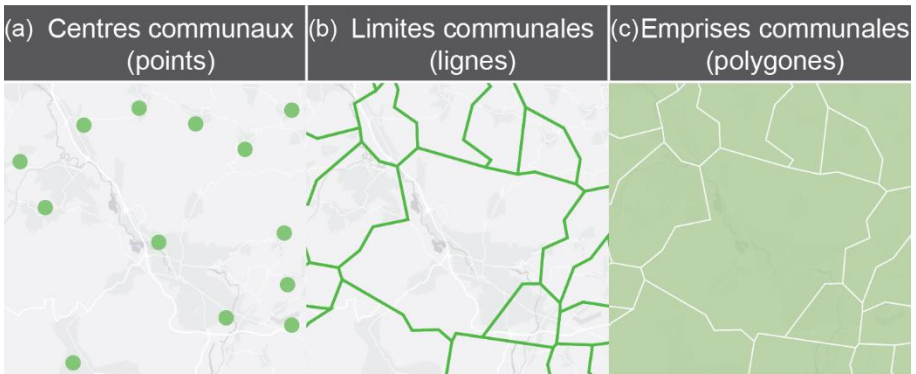 (a) Centres communaux
(points)
(b) Limites communales
(lignes)
(c) Emprises communales
(polygones)